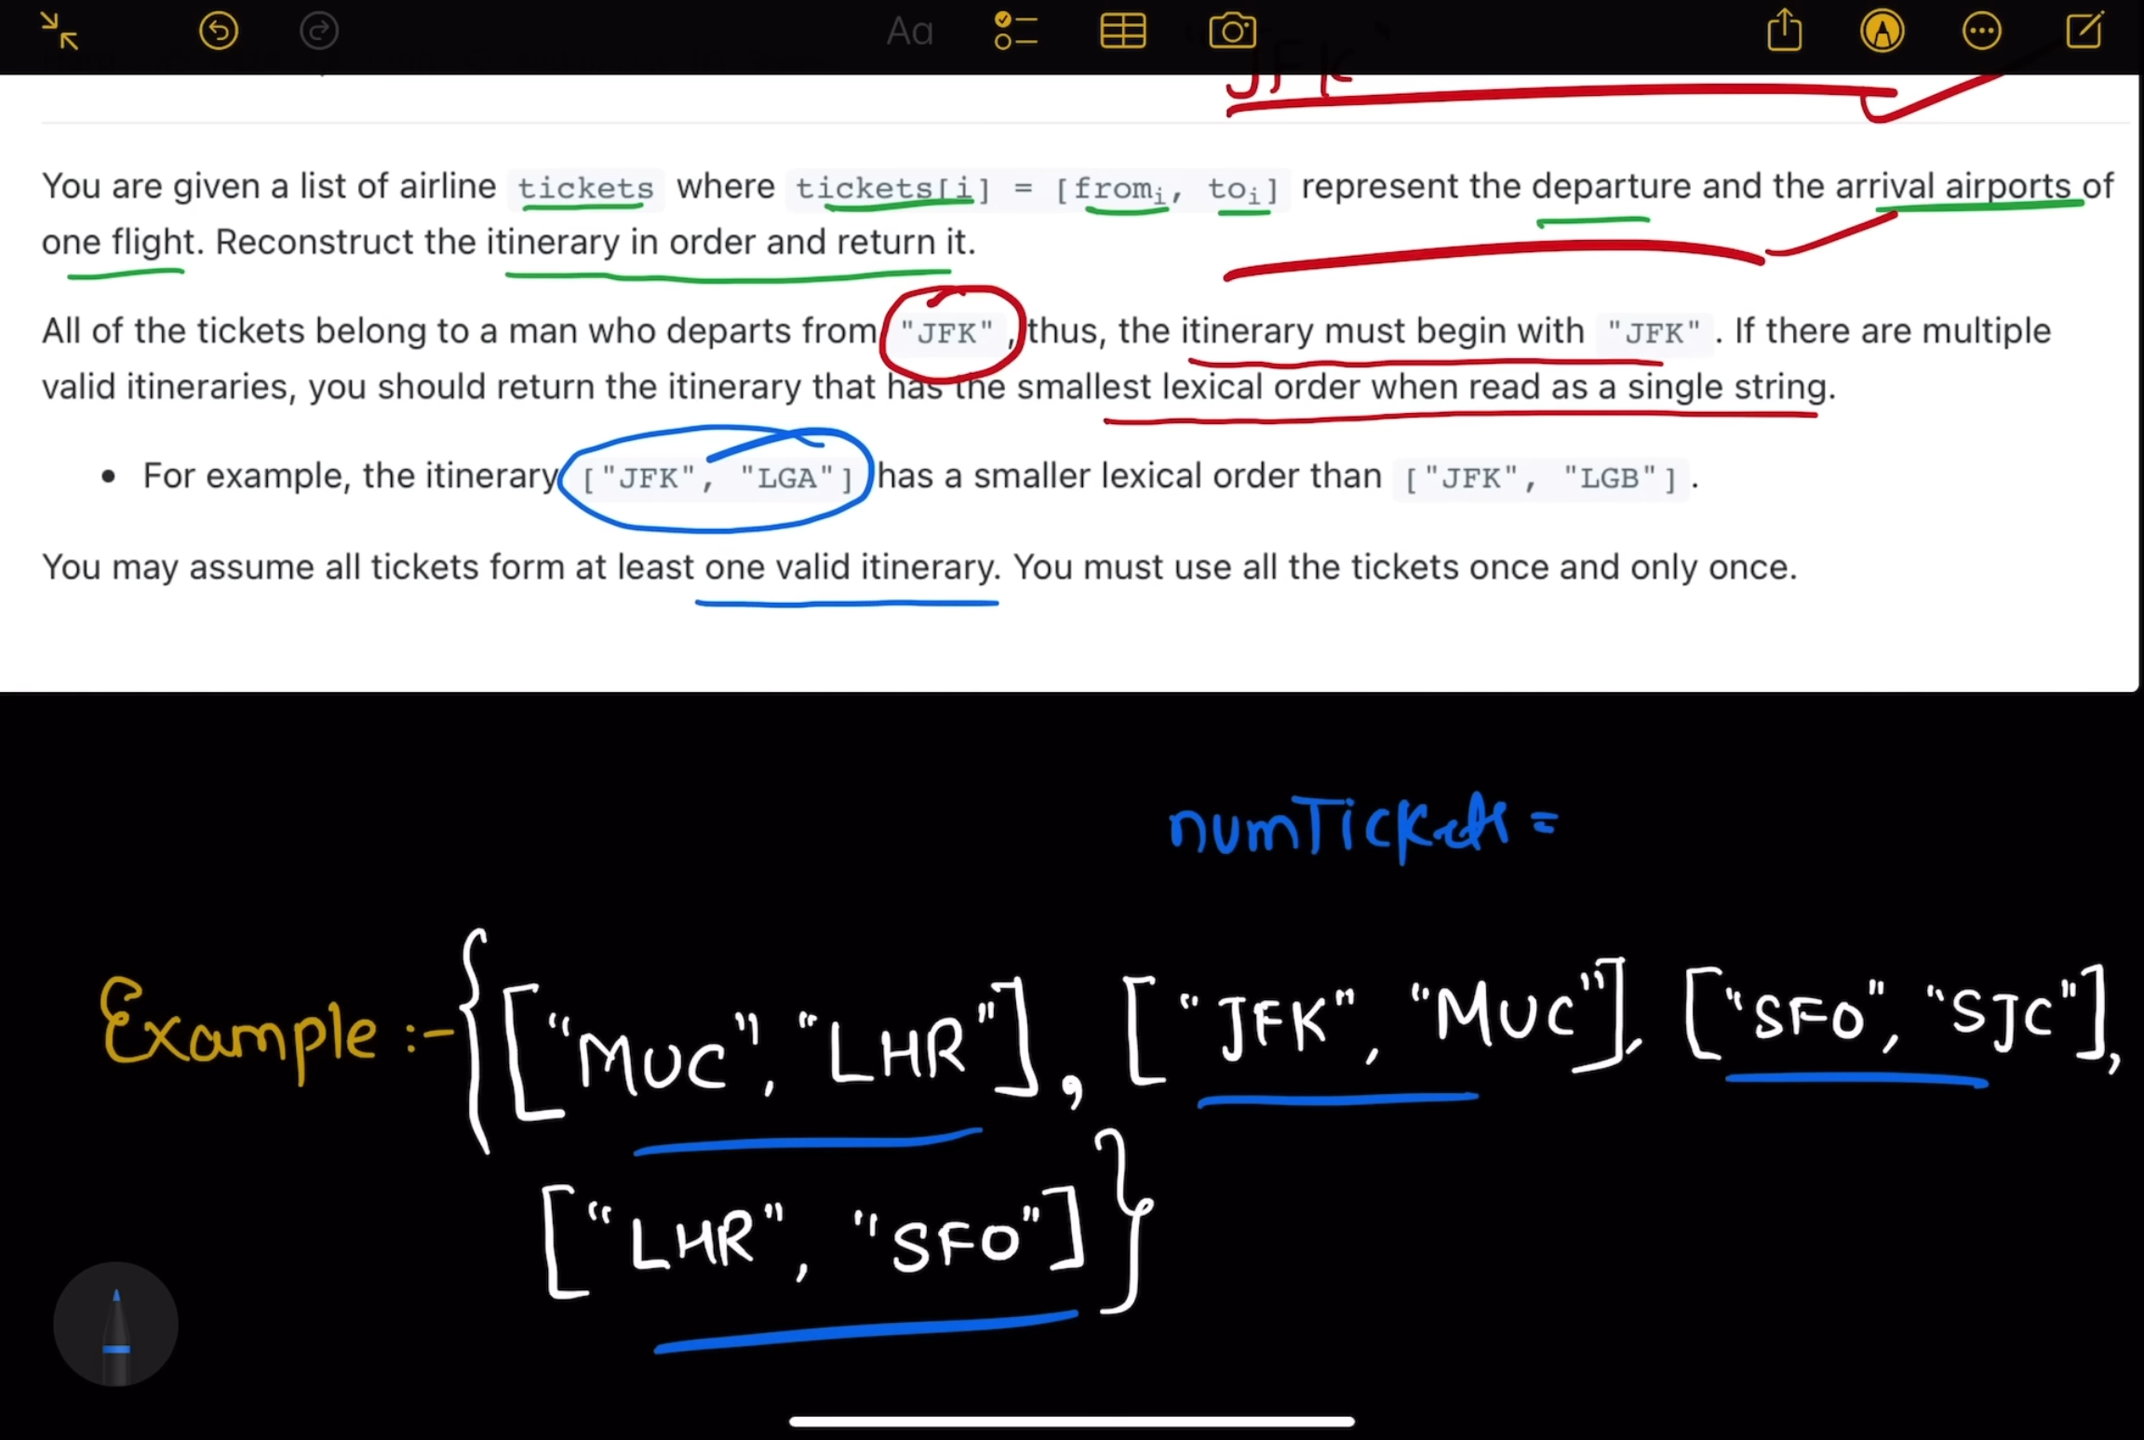 Aa
JFK
You are given a list of airline tickets where tickets[i] = [fromi, toi] represent the departure and the arrival airports of
one flight. Reconstruct the itinerary in order and return it.
All of the tickets belong to a man who departs from "JFK", thus, the itinerary must begin with "JFK". If there are multiple
valid itineraries, you should return the itinerary that has the smallest lexical order when read as a single string.
• For example, the itinerary ["JFK", "LGA"] has a smaller lexical order than ["JFK", "LGB"].
You may assume all tickets form at least one valid itinerary. You must use all the tickets once and only once.
numTickets =
Example :- {["MUC", "LHR"], ["JFK", "MUC"], ["SFO", "SJC"],
["LHR", "SFO"]}